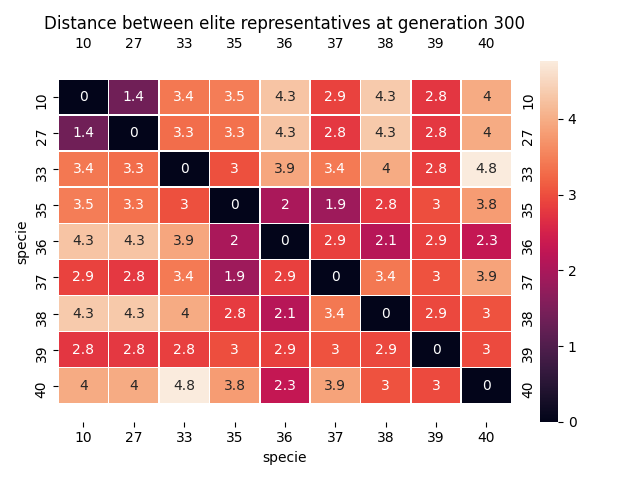 Distance between elite representatives at generation 300
10 27 33 35 36 37 38 39 40
10 0 1.4 3.4 3.5 4.3 2.9 4.3 2.8 4 10
27 1.4 0 3.3 3.3 4.3 2.8 4.3 2.8 4 27
33 3.4 3.3 0 3 3.9 3.4 4 2.8 4.8 33
35 3.5 3.3 3 0 2 1.9 2.8 3 3.8 35
36 4.3 4.3 3.9 2 0 2.9 2.1 2.9 2.3 36
37 2.9 2.8 3.4 1.9 2.9 0 3.4 3 3.9 37
38 4.3 4.3 4 2.8 2.1 3.4 0 2.9 3 38
39 2.8 2.8 2.8 3 2.9 3 2.9 0 3 39
40 4 4 4.8 3.8 2.3 3.9 3 3 0 40
10 27 33 35 36 37 38 39 40
specie
specie
4
3
2
1
0